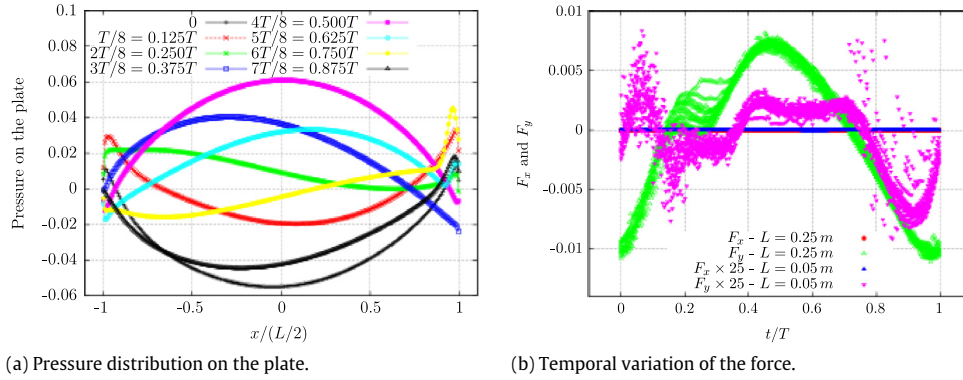 0.1
0.08
0.06
0.04
0.02
0
-0.02
-0.04
-0.06
Pressure on the plate
0
T/8 = 0.125T
2T/8 = 0.250T
3T/8 = 0.375T
4T/8 = 0.500T
5T/8 = 0.625T
6T/8 = 0.750T
7T/8 = 0.875T
-1 -0.5 0 0.5 1
x/(L/2)
(a) Pressure distribution on the plate.
0.01
0.005
0
-0.005
-0.01
F_x and F_y
F_x - L = 0.25 m
F_y - L = 0.25 m
F_x × 25 - L = 0.05 m
F_y × 25 - L = 0.05 m
0 0.2 0.4 0.6 0.8 1
t/T
(b) Temporal variation of the force.